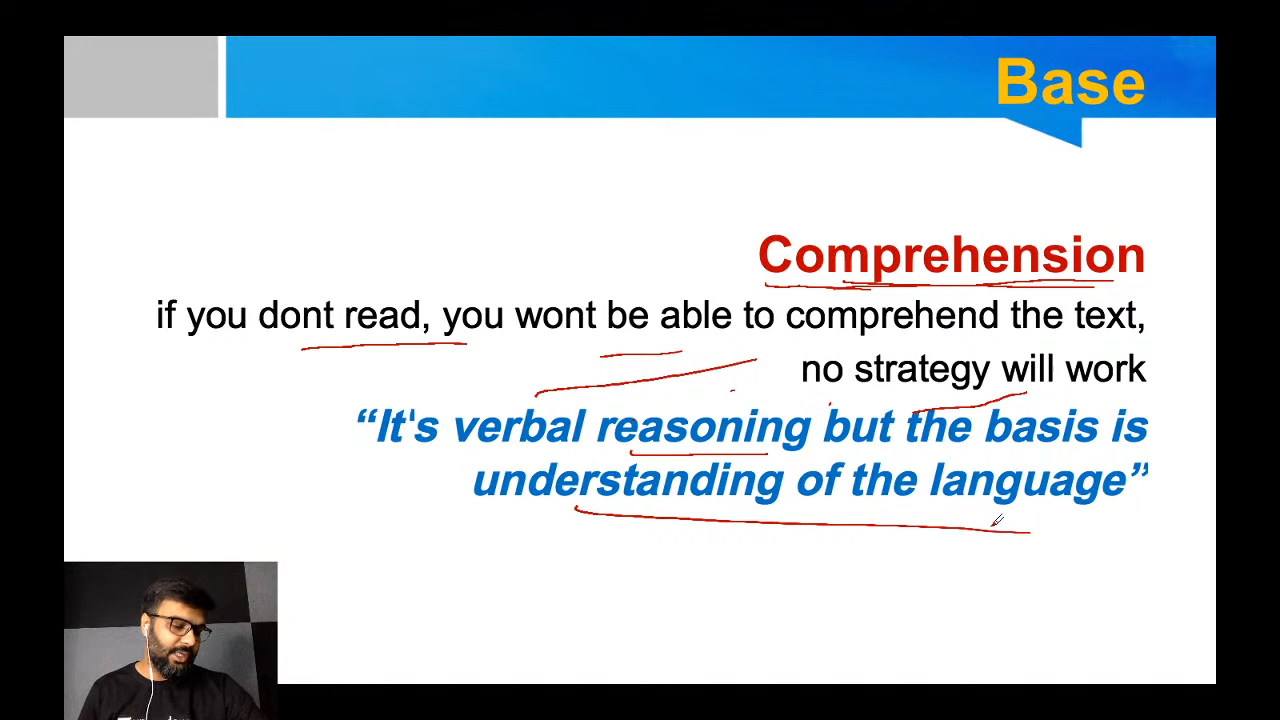 Base
Comprehension
if you dont read, you wont be able to comprehend the text,
no strategy will work
“It's verbal reasoning but the basis is
understanding of the language”